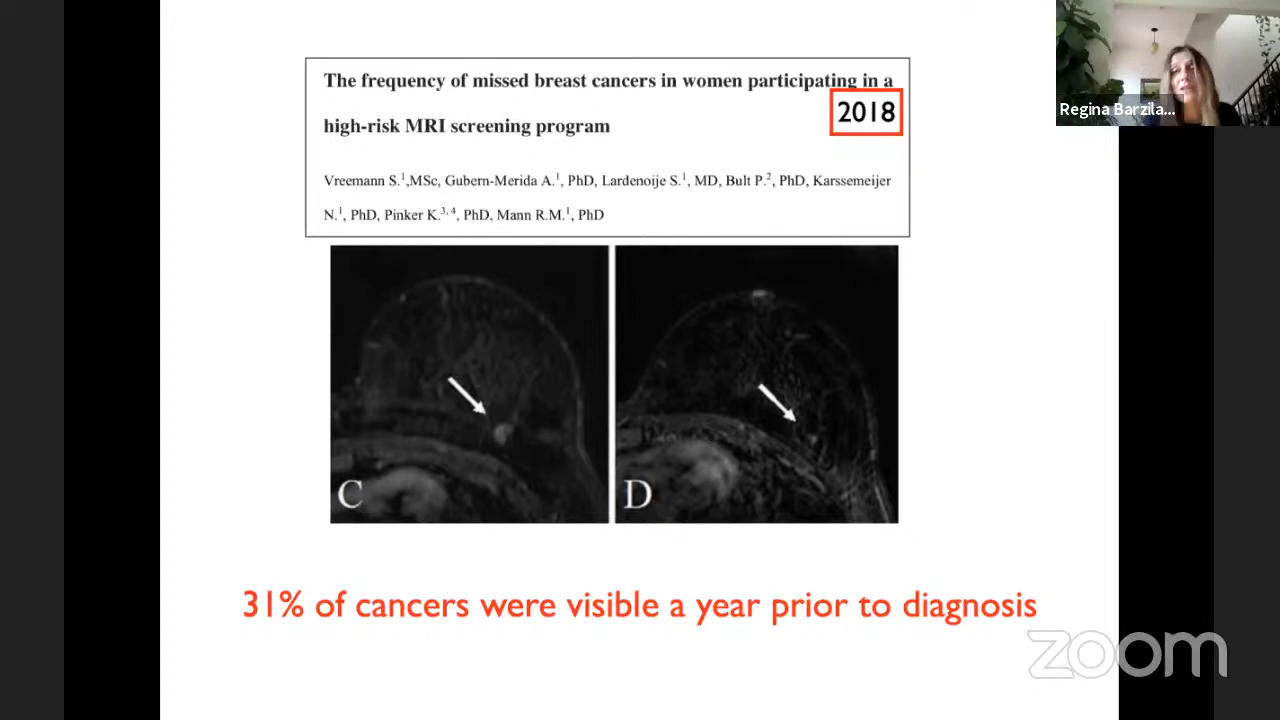 The frequency of missed breast cancers in women participating in a
2018
high-risk MRI screening program
Vreemann S.1,MSc, Gubern-Merida A.1, PhD, Lardenoije S.1, MD, Bult P.2, PhD, Karssemeijer
N.1, PhD, Pinker K.3, 4, PhD, Mann R.M.1, PhD
C
D
31% of cancers were visible a year prior to diagnosis
Regina Barzila...
zoom